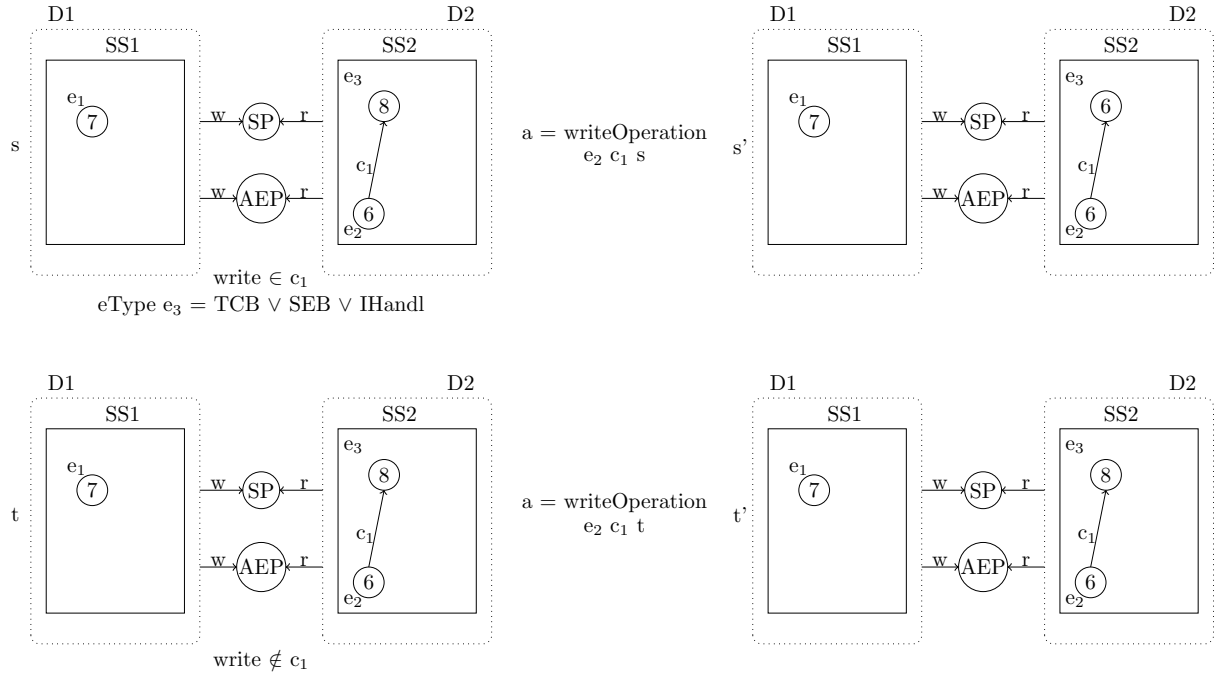 D1 D2 D1 D2
SS1 SS2 SS1 SS2
e₃ e₃
e₁ 8 e₁ 6
7 w SP r 7 w SP r
a = writeOperation
s e₂ c₁ s s'
c₁ c₁
w AEP r w AEP r
6 6
e₂ e₂
write ∈ c₁
eType e₃ = TCB ∨ SEB ∨ IHandl
D1 D2 D1 D2
SS1 SS2 SS1 SS2
e₃ e₃
e₁ 8 e₁ 8
7 w SP r 7 w SP r
a = writeOperation
t e₂ c₁ t t'
c₁ c₁
w AEP r w AEP r
6 6
e₂ e₂
write ∉ c₁